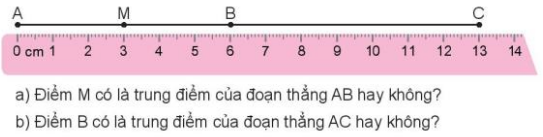 A M B C
0 cm 1 2 3 4 5 6 7 8 9 10 11 12 13 14
a) Điểm M có là trung điểm của đoạn thẳng AB hay không?
b) Điểm B có là trung điểm của đoạn thẳng AC hay không?